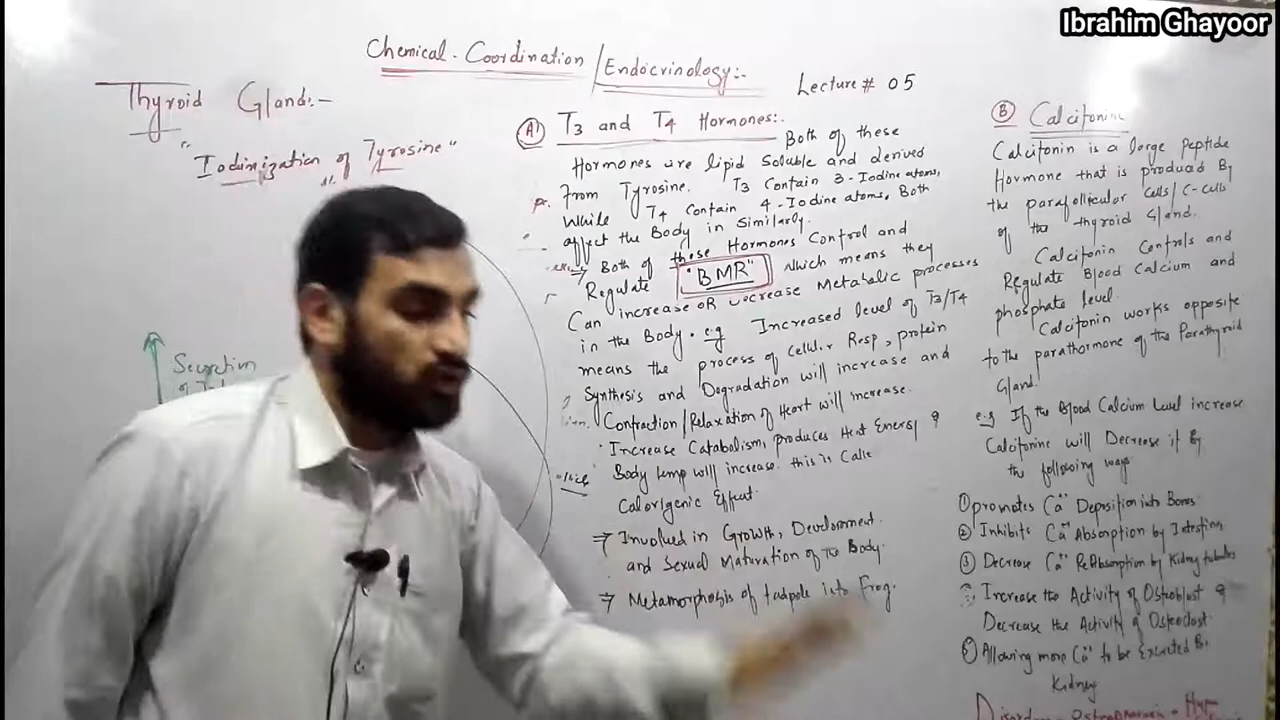 Ibrahim Ghayoor
Chemical-Coordination / Endocrinology:-
Lecture # 05
Thyroid Gland:-
"Iodinization of Tyrosine"
Secretion
of
A) T3 and T4 Hormones:-
Both of these
Hormones are lipid Soluble and derived
From Tyrosine. T3 Contain 3-Iodine atoms,
While T4 Contain 4-Iodine atoms, Both
affect the Body in Similarly.
⇒ Both of these Hormones Control and
Regulate "BMR" Which means they
Can increase OR Decrease Metabolic processes
in the Body. e.g Increased level of T3/T4
means the process of Cellular Resp, protein
Synthesis and Degradation will increase and
Contraction/Relaxation of Heart will increase.
· Increase Catabolism, produces Heat Energy &
Body temp will increase. this is Calle
Calorigenic Effect.
⇒ Involved in Growth, Development.
and Sexual Maturation of The Body.
⇒ Metamorphosis of tadpole into Frog.
B Calcitonin
Calcitonin is a large Peptide
Hormone that is produced By
the parafollicular Cells/C-Cells
of the thyroid Gland.
Calcitonin Controls and
Regulate Blood Calcium and
phosphate level.
Calcitonin works opposite
to the parathormone of the Parathyroid
Gland.
e.g If the Blood Calcium Level increase
Calcitonine will Decrease it By
the following ways
① promotes Ca++ Deposition into Bones
② Inhibits Ca++ Absorption by Intestine
③ Decrease Ca++ ReAbsorption by Kidney tubules
Increase the Activity of Osteoblast &
Decrease the Activity of Osteoclast
⑤ Allowing more Ca++ to be Excreted By
Kidney
Osteoporosis